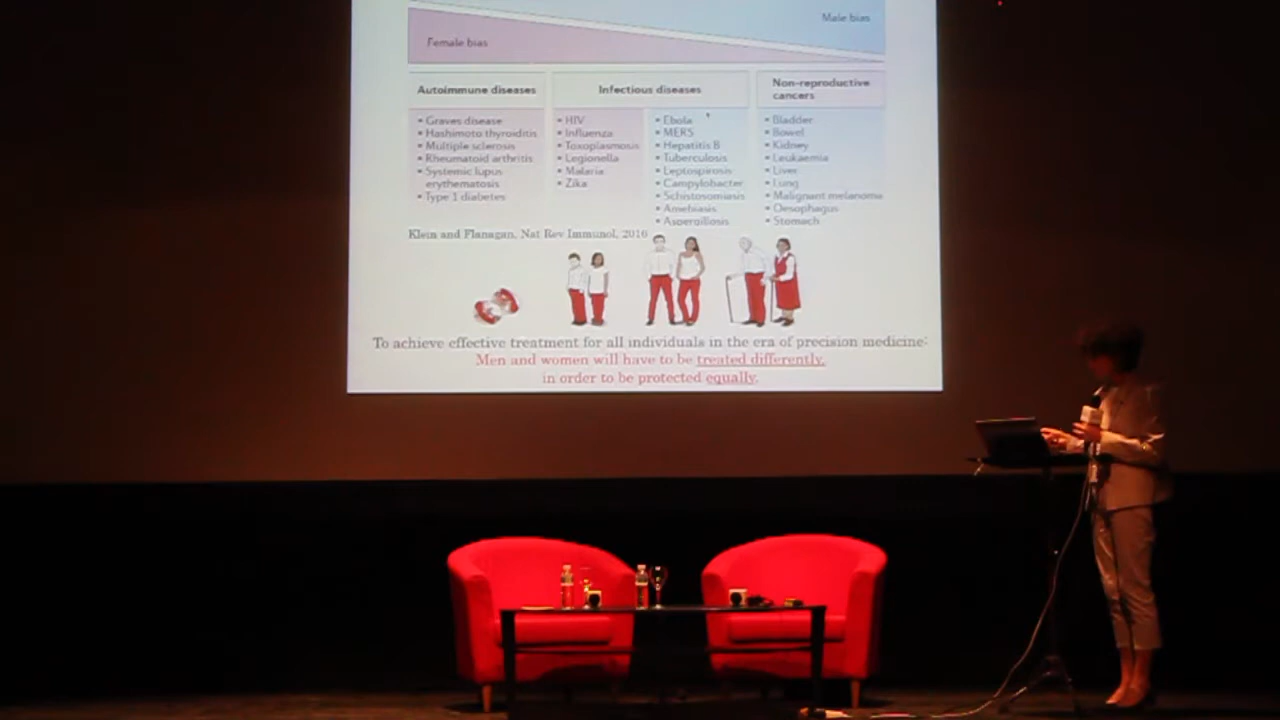 Male bias
Female bias
Autoimmune diseases
• Graves disease
• Hashimoto thyroiditis
• Multiple sclerosis
• Rheumatoid arthritis
• Systemic lupus
erythematosis
• Type 1 diabetes
Infectious diseases
• HIV
• Influenza
• Toxoplasmosis
• Legionella
• Malaria
• Zika
• Ebola
• MERS
• Hepatitis B
• Tuberculosis
• Leptospirosis
• Campylobacter
• Schistosomiasis
• Amebiasis
• Aspergillosis
Non-reproductive
cancers
• Bladder
• Bowel
• Kidney
• Leukaemia
• Liver
• Lung
• Malignant melanoma
• Oesophagus
• Stomach
Klein and Flanagan, Nat Rev Immunol, 2016
To achieve effective treatment for all individuals in the era of precision medicine:
Men and women will have to be treated differently,
in order to be protected equally.